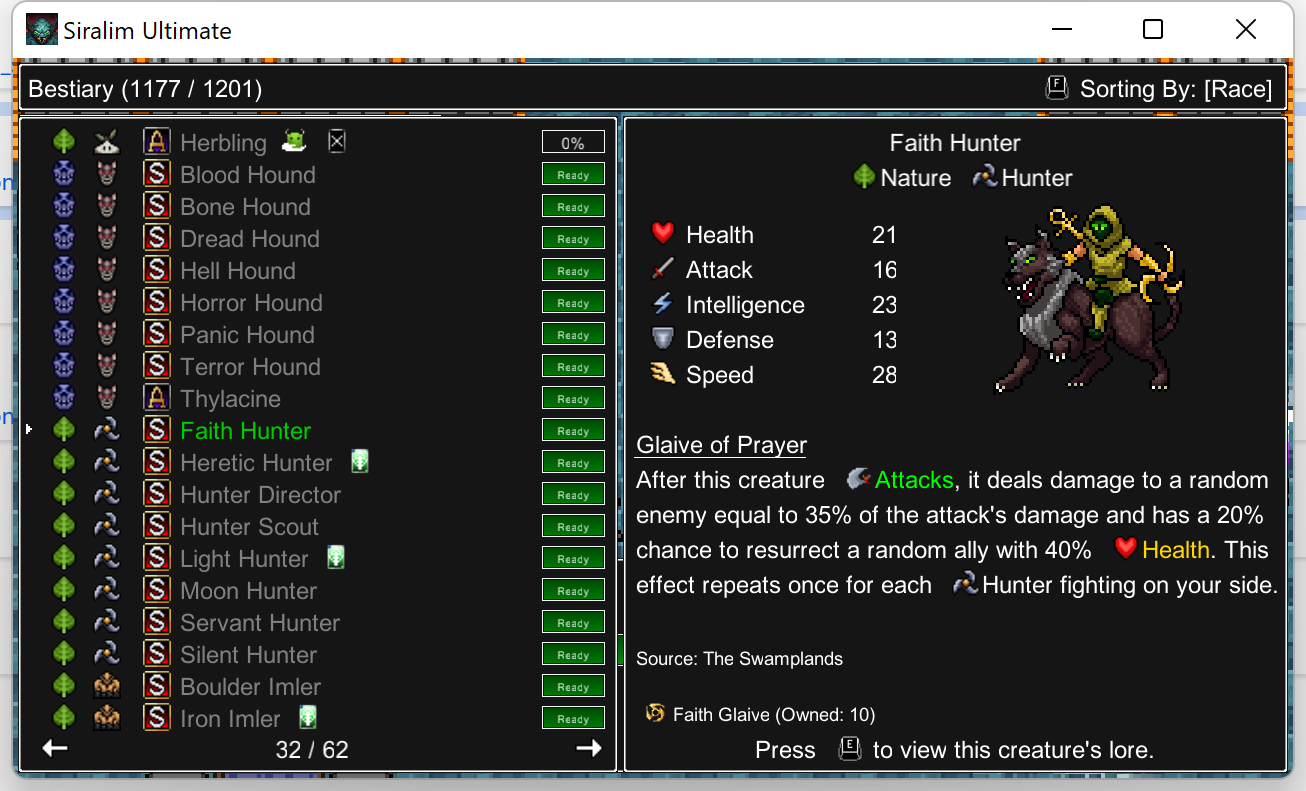 Siralim Ultimate
Bestiary (1177 / 1201)
F Sorting By: [Race]
A Herbling 0%
S Blood Hound Ready
S Bone Hound Ready
S Dread Hound Ready
S Hell Hound Ready
S Horror Hound Ready
S Panic Hound Ready
S Terror Hound Ready
A Thylacine Ready
S Faith Hunter Ready
S Heretic Hunter Ready
S Hunter Director Ready
S Hunter Scout Ready
S Light Hunter Ready
S Moon Hunter Ready
S Servant Hunter Ready
S Silent Hunter Ready
S Boulder Imler Ready
S Iron Imler Ready
32 / 62
Faith Hunter
Nature Hunter
Health 21
Attack 16
Intelligence 23
Defense 13
Speed 28
Glaive of Prayer
After this creature Attacks, it deals damage to a random
enemy equal to 35% of the attack's damage and has a 20%
chance to resurrect a random ally with 40% Health. This
effect repeats once for each Hunter fighting on your side.
Source: The Swamplands
Faith Glaive (Owned: 10)
Press E to view this creature's lore.